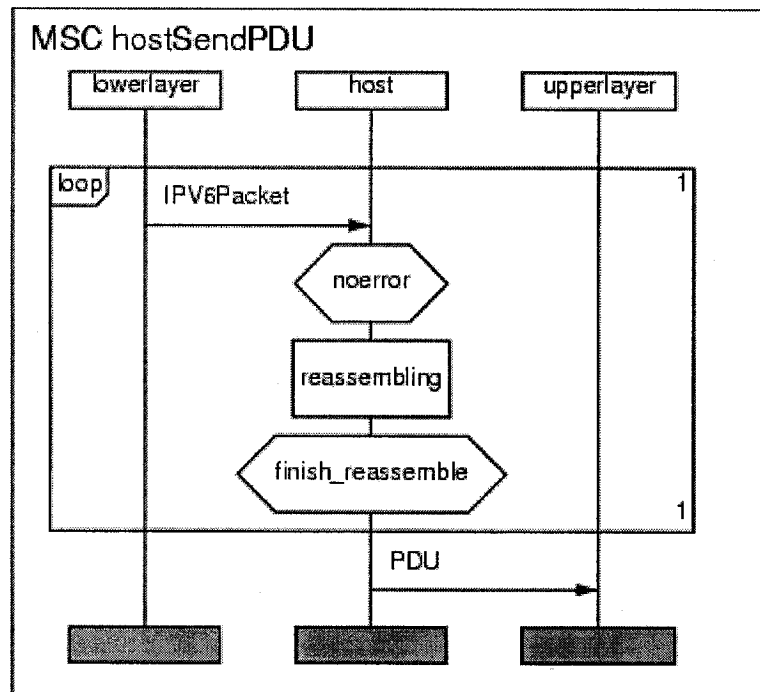 MSC hostSendPDU
lowerlayer host upperlayer
loop 1
IPV6Packet
noerror
reassembling
finish_reassemble
1
PDU